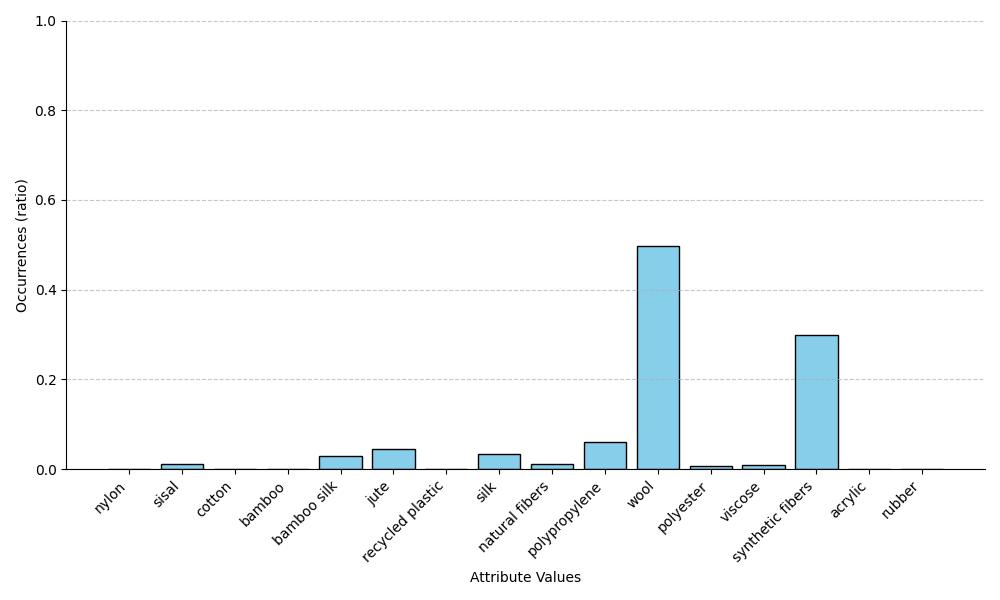 1.0
0.8
0.6
0.4
0.2
0.0
Occurrences (ratio)
nylon
sisal
cotton
bamboo
bamboo silk
jute
recycled plastic
silk
natural fibers
polypropylene
wool
polyester
viscose
synthetic fibers
acrylic
rubber
Attribute Values